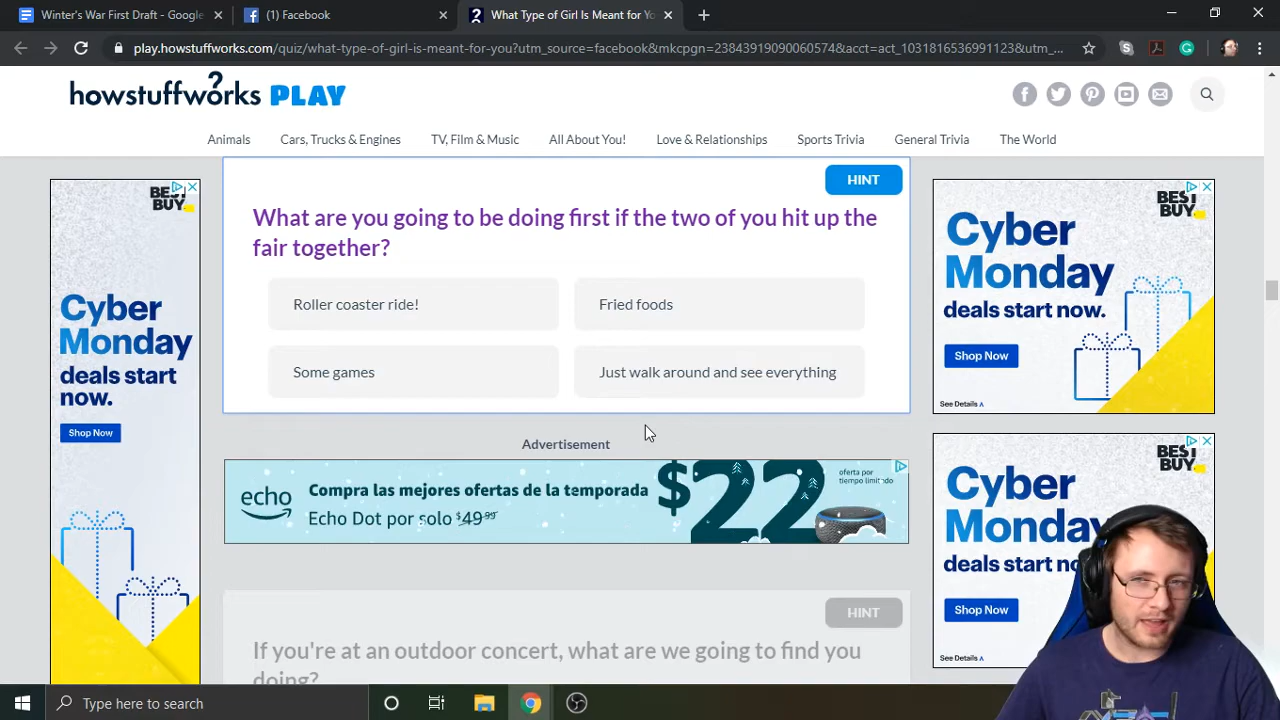 Winter's War First Draft - Google
(1) Facebook
What Type of Girl Is Meant for Yo
play.howstuffworks.com/quiz/what-type-of-girl-is-meant-for-you?utm_source=facebook&mkcpgn=238439190900605574&acct=act_1031816536991123&utm_...
howstuffworks PLAY
Animals
Cars, Trucks & Engines
TV, Film & Music
All About You!
Love & Relationships
Sports Trivia
General Trivia
The World
BEST
BUY
Cyber
Monday
deals start
now.
Shop Now
HINT
What are you going to be doing first if the two of you hit up the
fair together?
Roller coaster ride!
Fried foods
Some games
Just walk around and see everything
Advertisement
echo
Compra las mejores ofertas de la temporada
Echo Dot por solo $49.99
$22
oferta por
tiempo limitado
HINT
If you're at an outdoor concert, what are we going to find you
doing?
BEST
BUY
Cyber
Monday
deals start now.
Shop Now
See Details
BEST
BUY
Cyber
Monday
deals start no
Shop Now
See Details
Type here to search